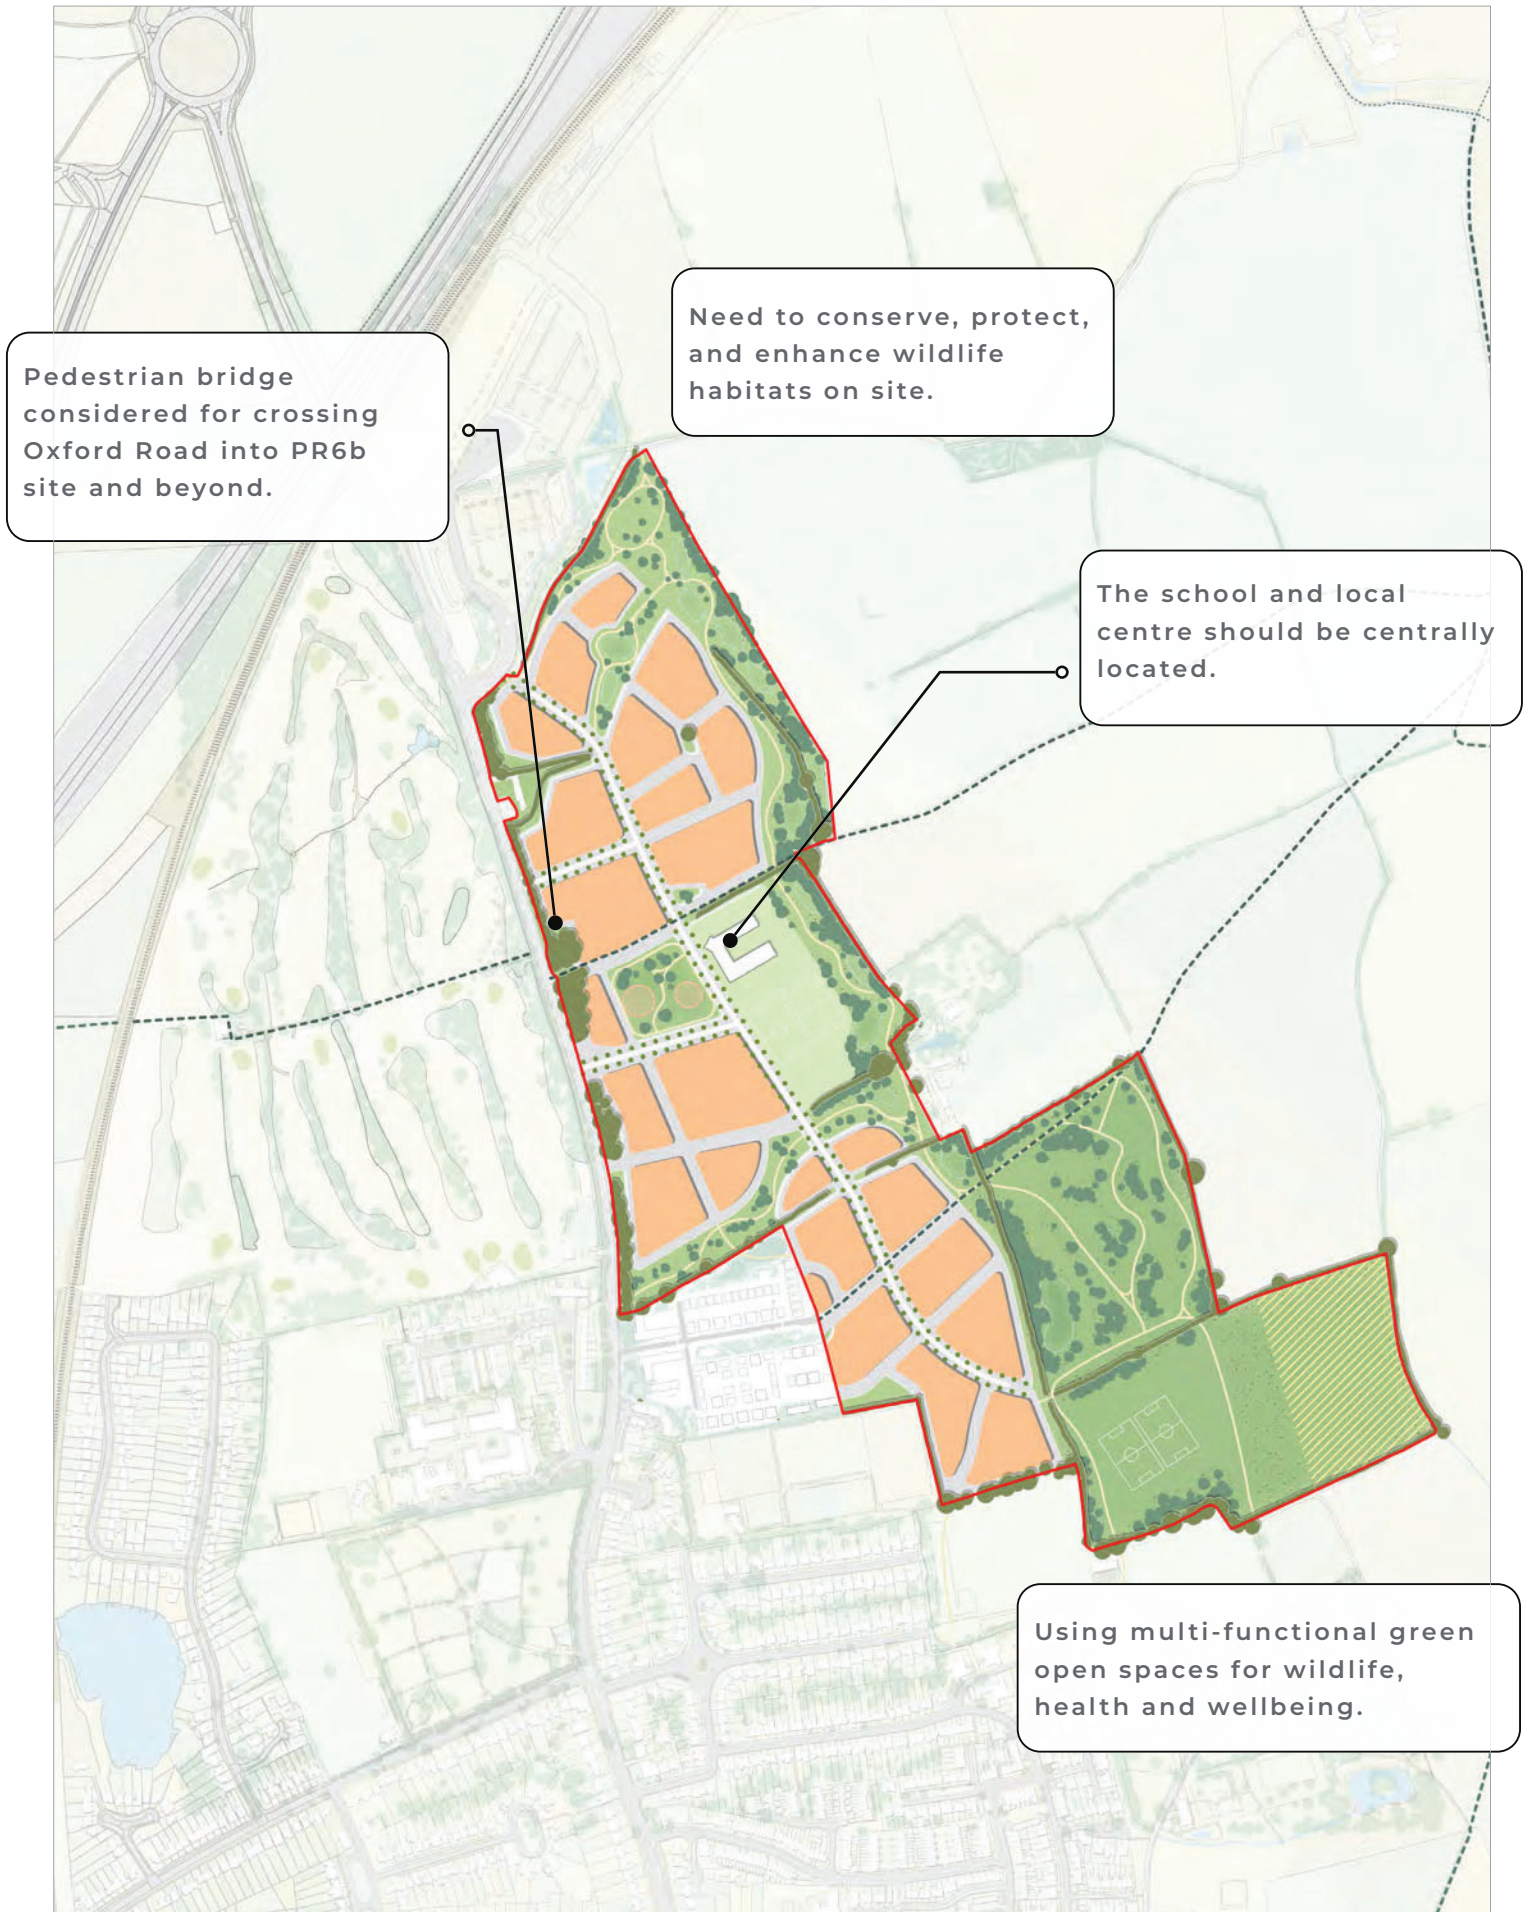 Need to conserve, protect,
and enhance wildlife
habitats on site.
Pedestrian bridge
considered for crossing
Oxford Road into PR6b
site and beyond.
The school and local
centre should be centrally
located.
Using multi-functional green
open spaces for wildlife,
health and wellbeing.